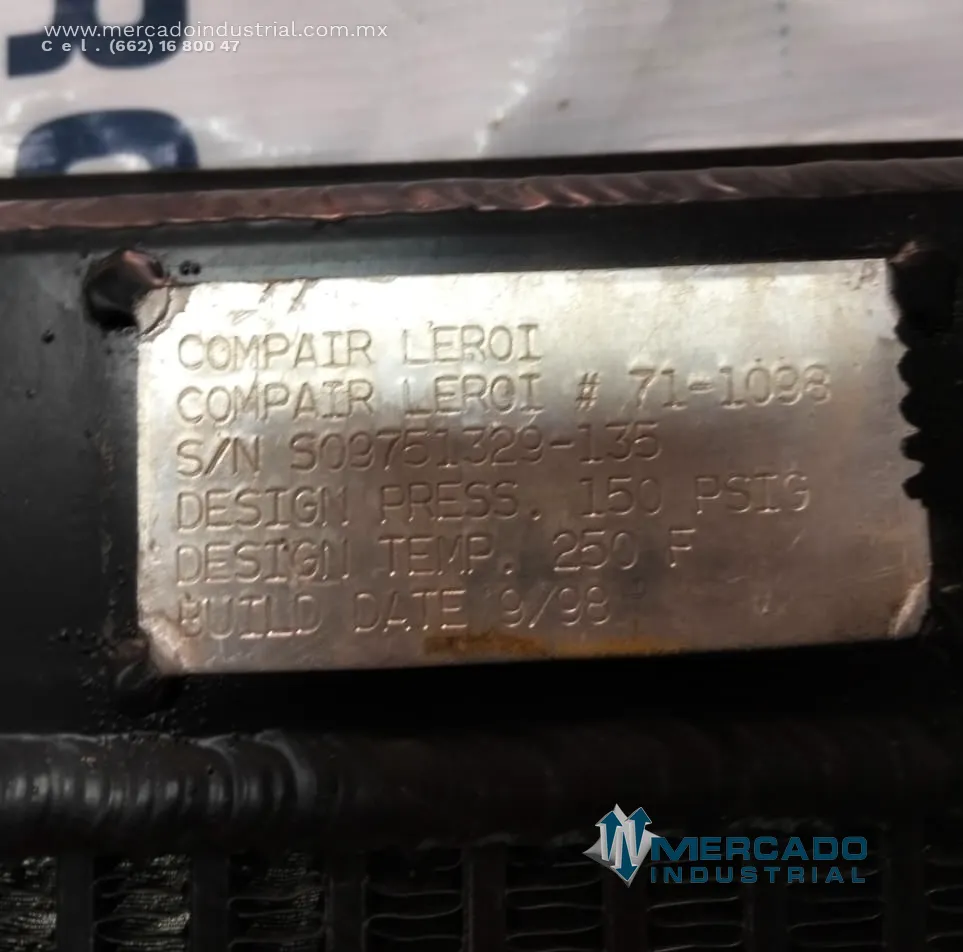 www.mercadoindustrial.com.mx
Cel. (662) 16 800 47
COMPAIR LEROI
COMPAIR LEROI # 71-1098
S/N S09751329-135
DESIGN PRESS. 150 PSIG
DESIGN TEMP. 250 F
BUILD DATE 9/98
MERCADO
INDUSTRIAL